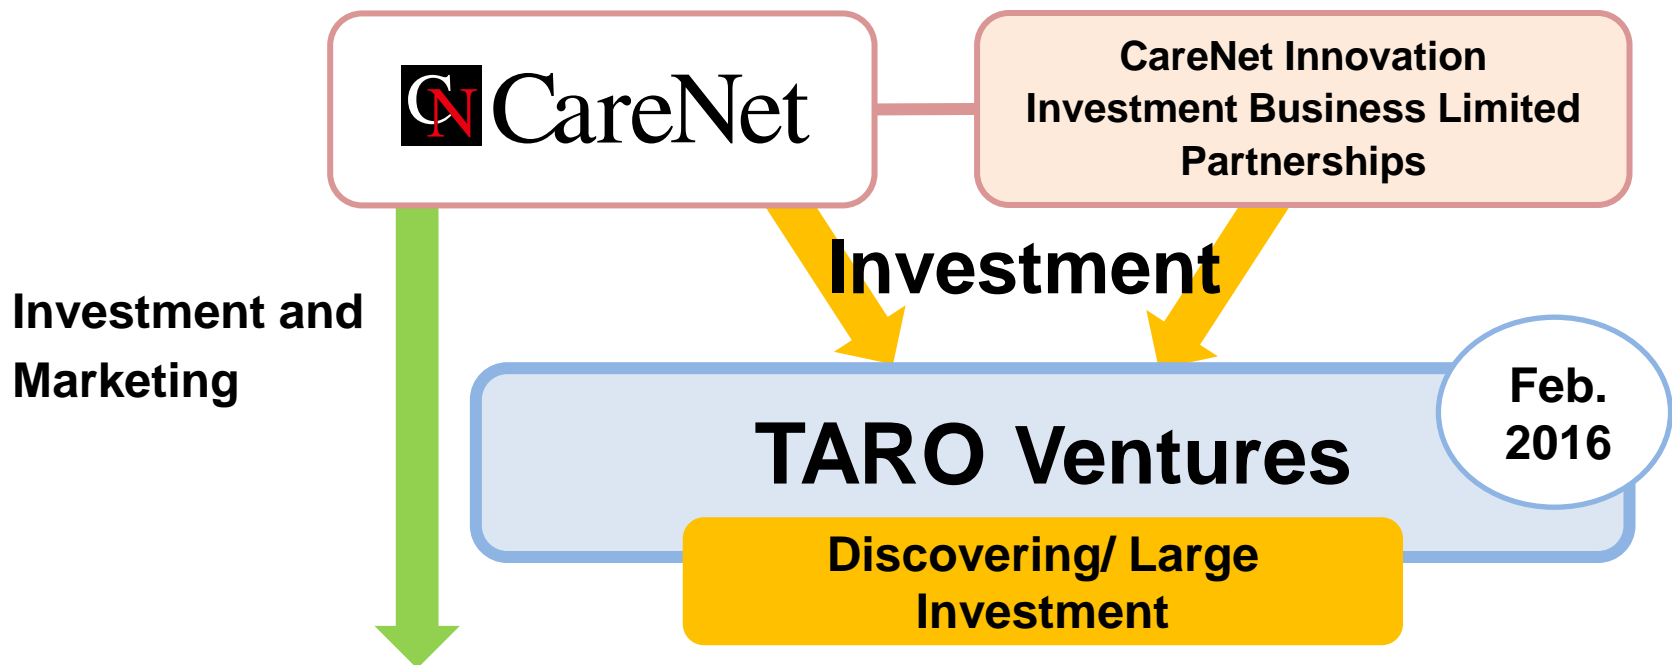 CN CareNet
CareNet Innovation
Investment Business Limited
Partnerships
Investment
Investment and
Marketing
Feb.
2016
TARO Ventures
Discovering/ Large
Investment